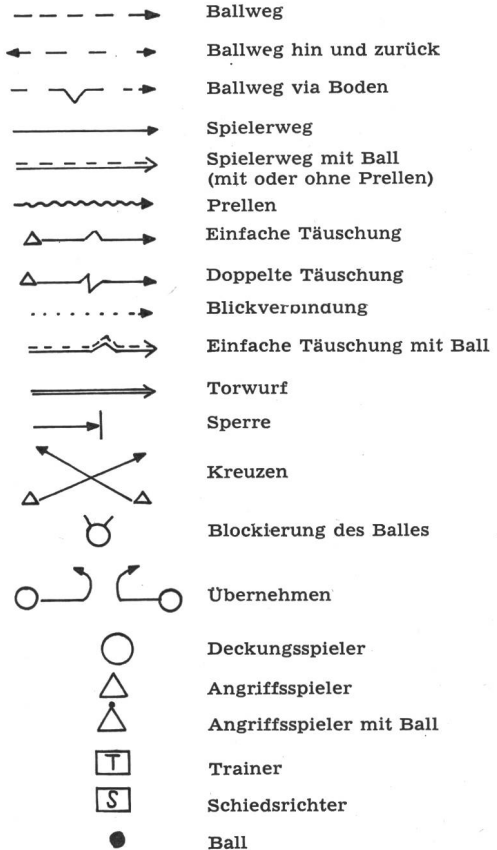 Ballweg
Ballweg hin und zurück
Ballweg via Boden
Spielerweg
Spielerweg mit Ball
(mit oder ohne Prellen)
Prellen
Einfache Täuschung
Doppelte Täuschung
Blickverbindung
Einfache Täuschung mit Ball
Torwurf
Sperre
Kreuzen
Blockierung des Balles
Übernehmen
Deckungsspieler
Angriffsspieler
Angriffsspieler mit Ball
T Trainer
S Schiedsrichter
Ball